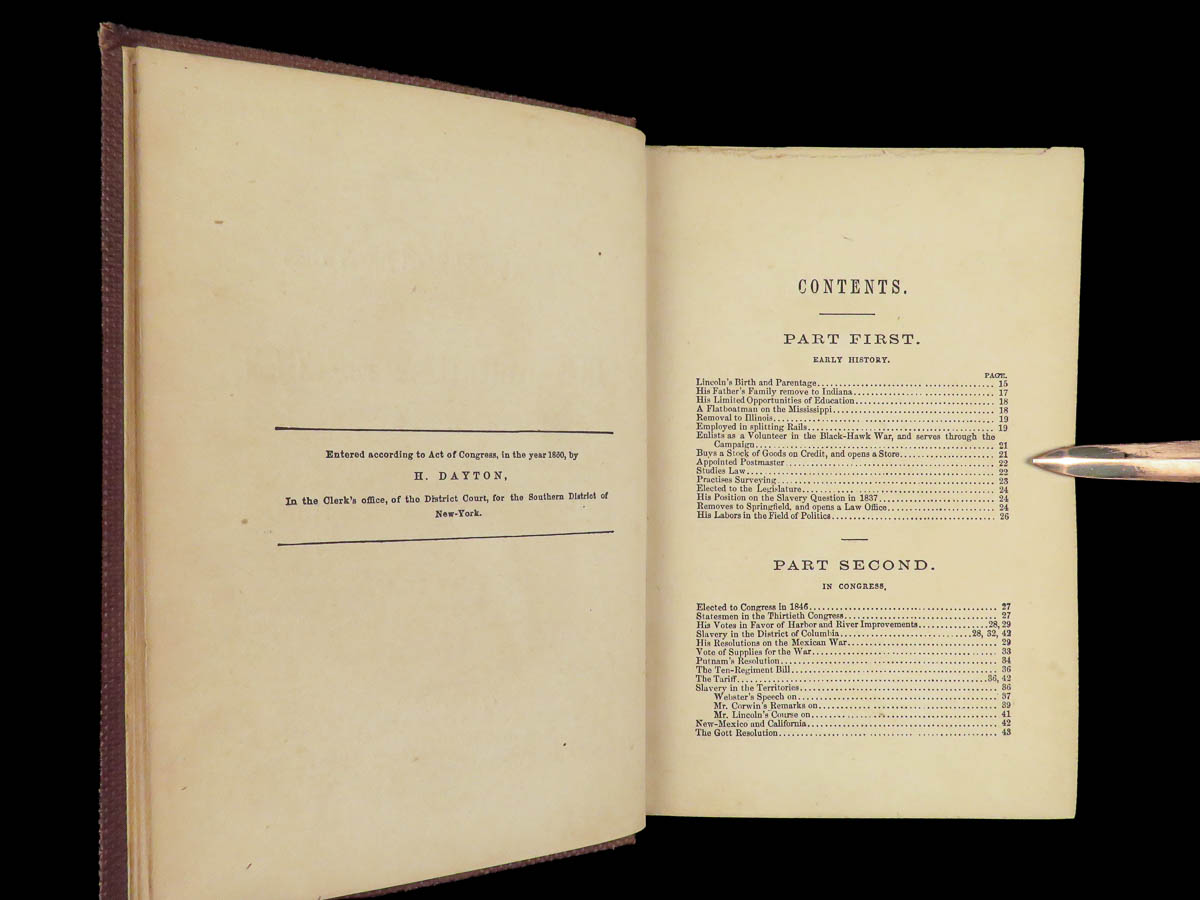 Entered according to Act of Congress, in the year 1860, by
H. DAYTON,
In the Clerk's office, of the District Court, for the Southern District of
New-York.
CONTENTS.
PART FIRST.
EARLY HISTORY.
PAGE.
Lincoln's Birth and Parentage 15
His Father's Family remove to Indiana 17
His Limited Opportunities of Education 18
A Flatboatman on the Mississippi 18
Removal to Illinois 19
Employed in splitting Rails 19
Enlists as a Volunteer in the Black-Hawk War, and serves through the
Campaign 21
Buys a Stock of Goods on Credit, and opens a Store 21
Appointed Postmaster 22
Studies Law 22
Practises Surveying 23
Elected to the Legislature 24
His Position on the Slavery Question in 1837 24
Removes to Springfield, and opens a Law Office 24
His Labors in the Field of Politics 26
PART SECOND.
IN CONGRESS,
Elected to Congress in 1846 27
Statesmen in the Thirtieth Congress 27
His Votes in Favor of Harbor and River Improvements 28, 29
Slavery in the District of Columbia 28, 32, 42
His Resolutions on the Mexican War 29
Vote of Supplies for the War 33
Putnam's Resolution 34
The Ten-Regiment Bill 36
The Tariff 36, 42
Slavery in the Territories 36
Webster's Speech on 37
Mr. Corwin's Remarks on 39
Mr. Lincoln's Course on 41
New-Mexico and California 42
The Gott Resolution 43